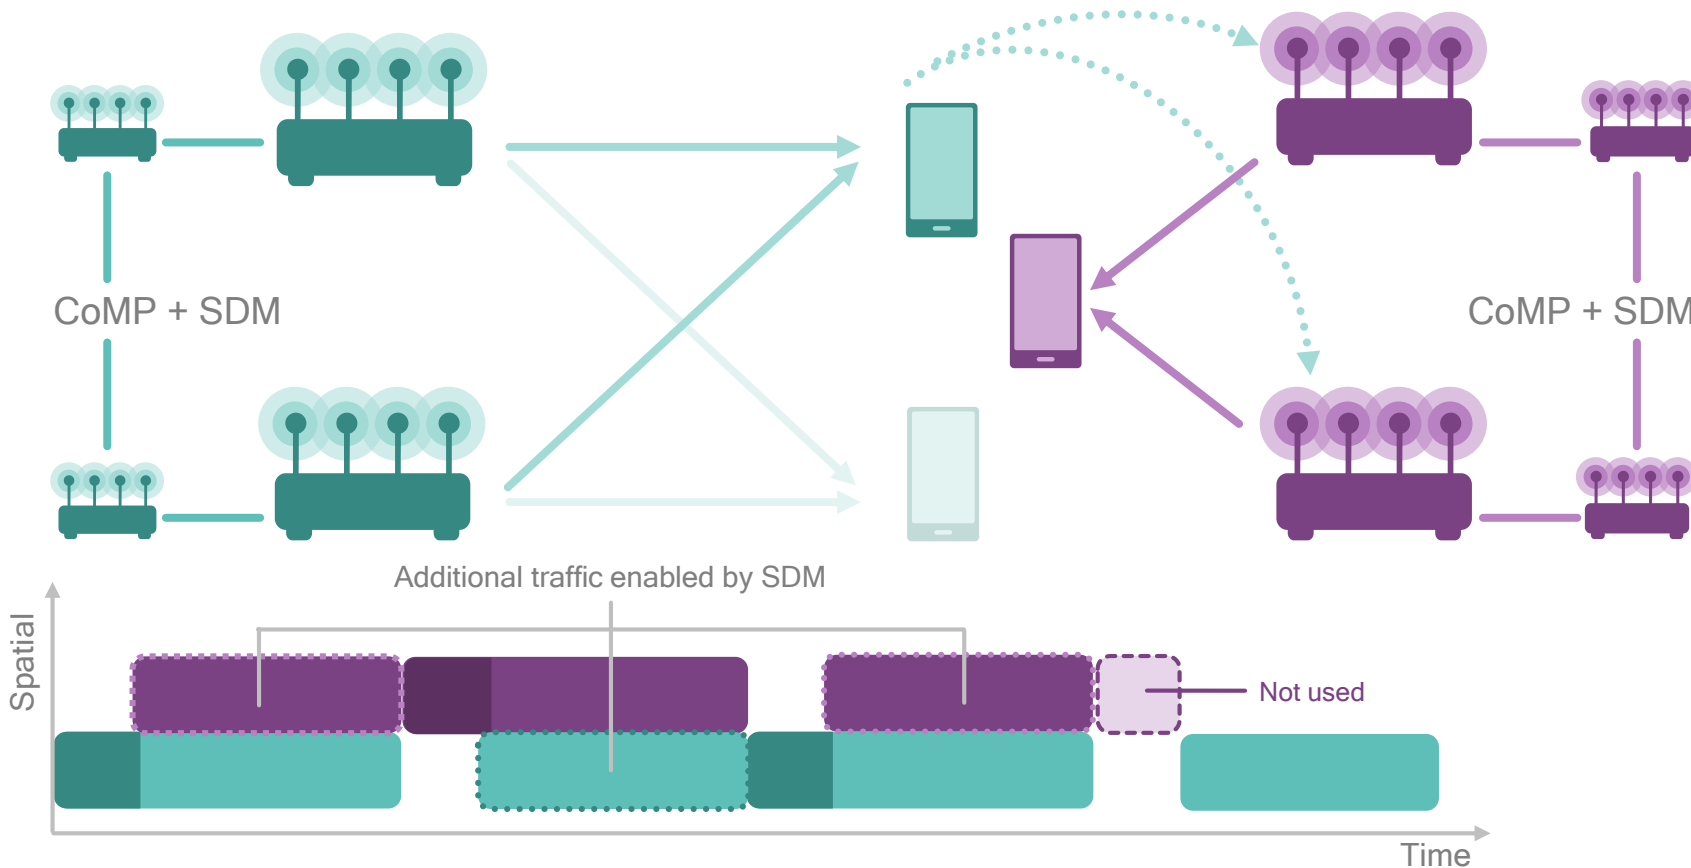 CoMP + SDM
CoMP + SDM
Additional traffic enabled by SDM
Spatial
Not used
Time